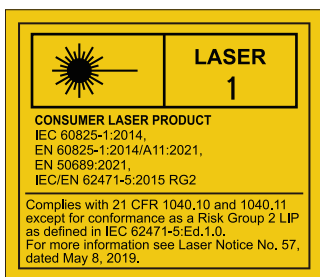 LASER
1
CONSUMER LASER PRODUCT
IEC 60825-1:2014,
EN 60825-1:2014/A11:2021,
EN 50689:2021,
IEC/EN 62471-5:2015 RG2
Complies with 21 CFR 1040.10 and 1040.11
except for conformance as a Risk Group 2 LIP
as defined in IEC 62471-5:Ed.1.0.
For more information see Laser Notice No. 57,
dated May 8, 2019.